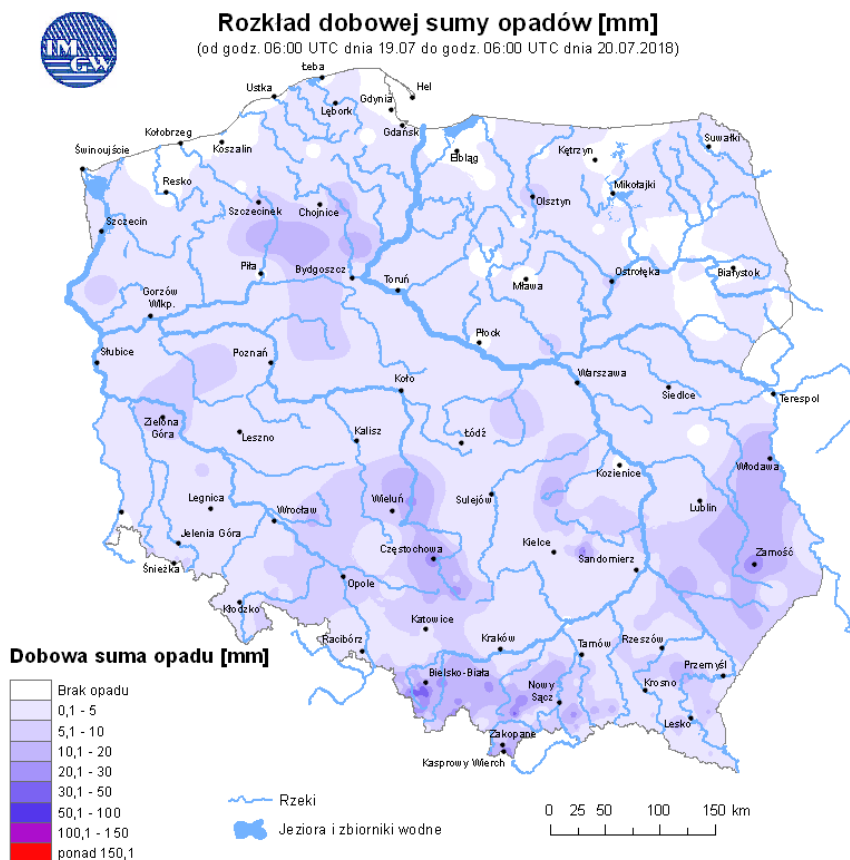 Rozkład dobowej sumy opadów [mm]
(od godz. 06:00 UTC dnia 19.07 do godz. 06:00 UTC dnia 20.07.2018)
IM
GW
Łeba
Ustka
Hel
Gdynia
Lębork
Gdańsk
Kołobrzeg
Koszalin
Świnoujście
Elbląg
Kętrzyn
Suwałki
Resko
Mikołajki
Szczecinek
Chojnice
Olsztyn
Szczecin
Piła
Bydgoszcz
Toruń
Mława
Ostrołęka
Białystok
Gorzów
Wlkp.
Płock
Słubice
Poznań
Koło
Warszawa
Siedlce
Terespol
Zielona
Góra
Leszno
Kalisz
Łódź
Kozienice
Włodawa
Legnica
Wrocław
Wieluń
Sulejów
Lublin
Jelenia Góra
Częstochowa
Kielce
Sandomierz
Zamość
Śnieżka
Opole
Kłodzko
Katowice
Racibórz
Kraków
Tarnów
Rzeszów
Przemyśl
Bielsko-Biała
Nowy
Sącz
Krosno
Lesko
Zakopane
Kasprowy Wierch
Dobowa suma opadu [mm]
Brak opadu
0,1 - 5
5,1 - 10
10,1 - 20
20,1 - 30
30,1 - 50
50,1 - 100
100,1 - 150
ponad 150,1
Rzeki
Jeziora i zbiorniki wodne
0 25 50 100 150 km